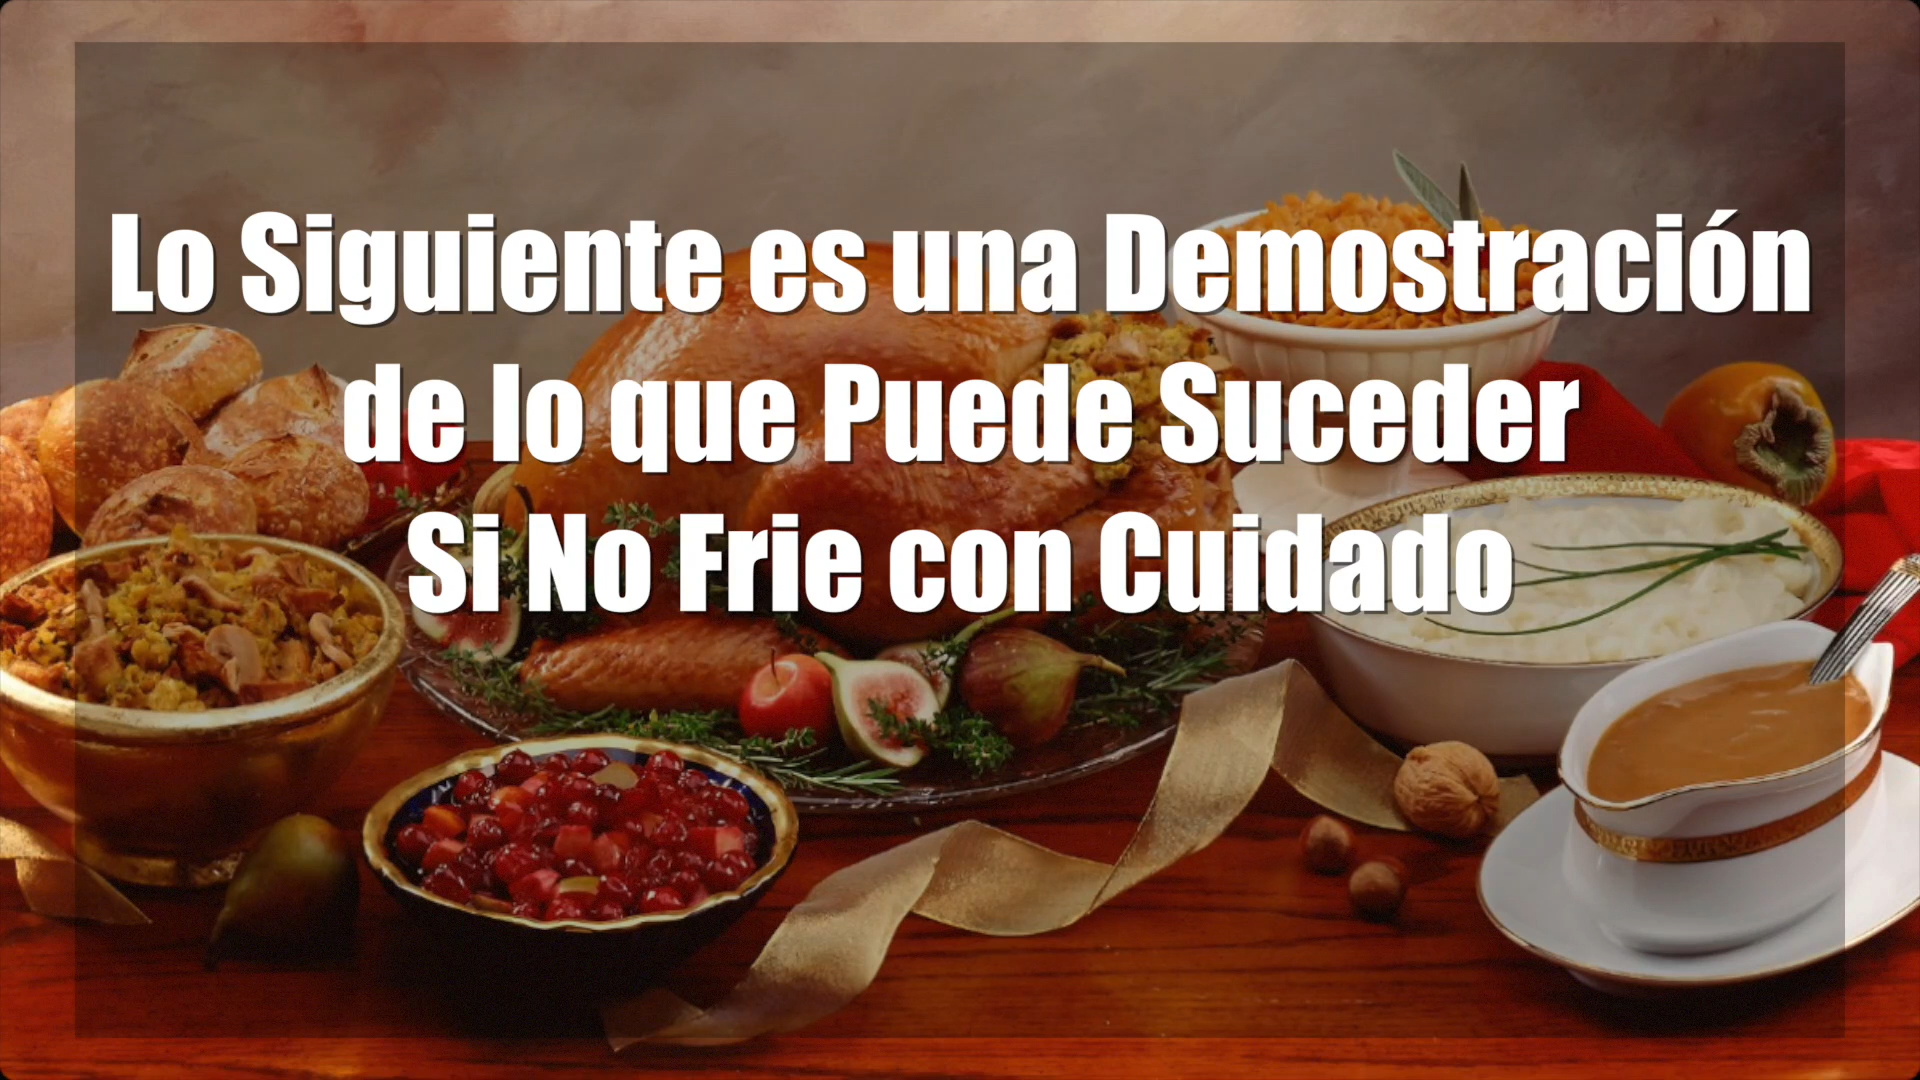 Lo Siguiente es una Demostración
de lo que Puede Suceder
Si No Frie con Cuidado